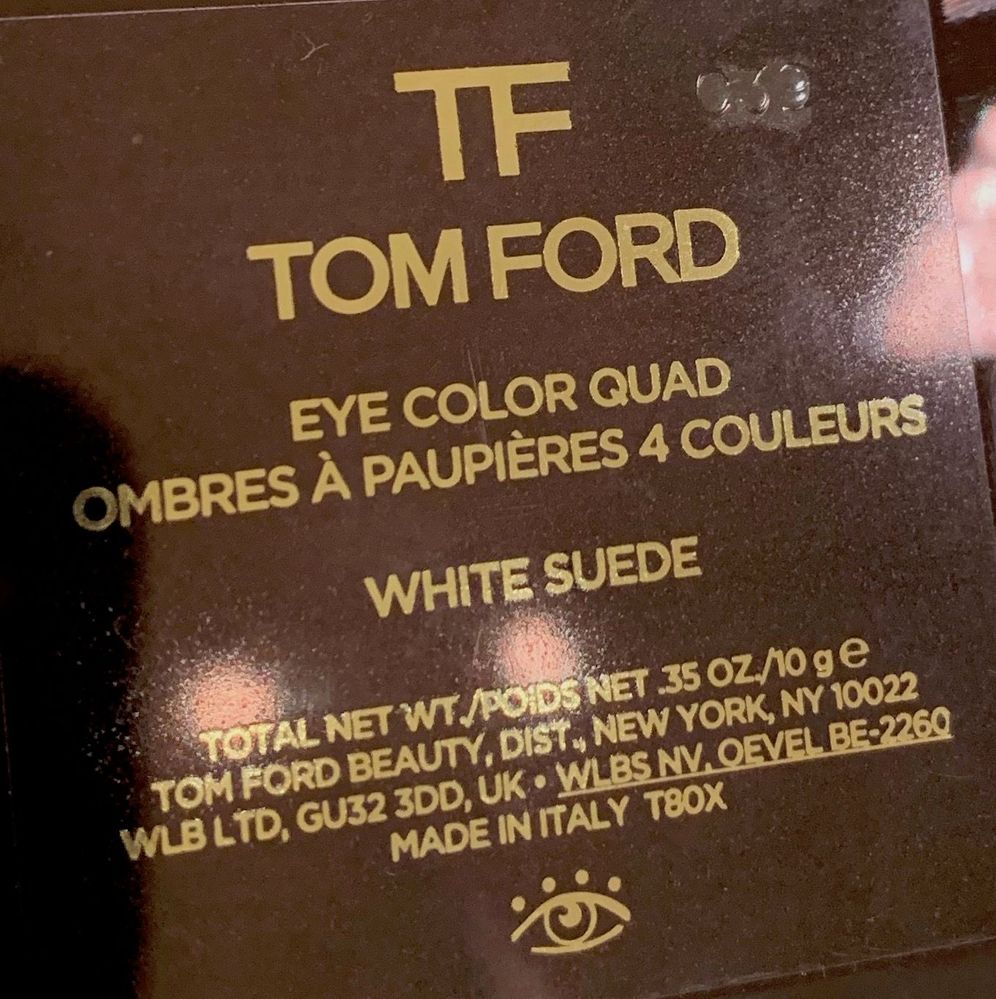 TF
TOM FORD
EYE COLOR QUAD
OMBRES À PAUPIÈRES 4 COULEURS
WHITE SUEDE
TOTAL NET WT./POIDS NET .35 OZ./10 g e
TOM FORD BEAUTY, DIST., NEW YORK, NY 10022
WLB LTD, GU32 3DD, UK • WLBS NV, OEVEL BE-2260
MADE IN ITALY T80X